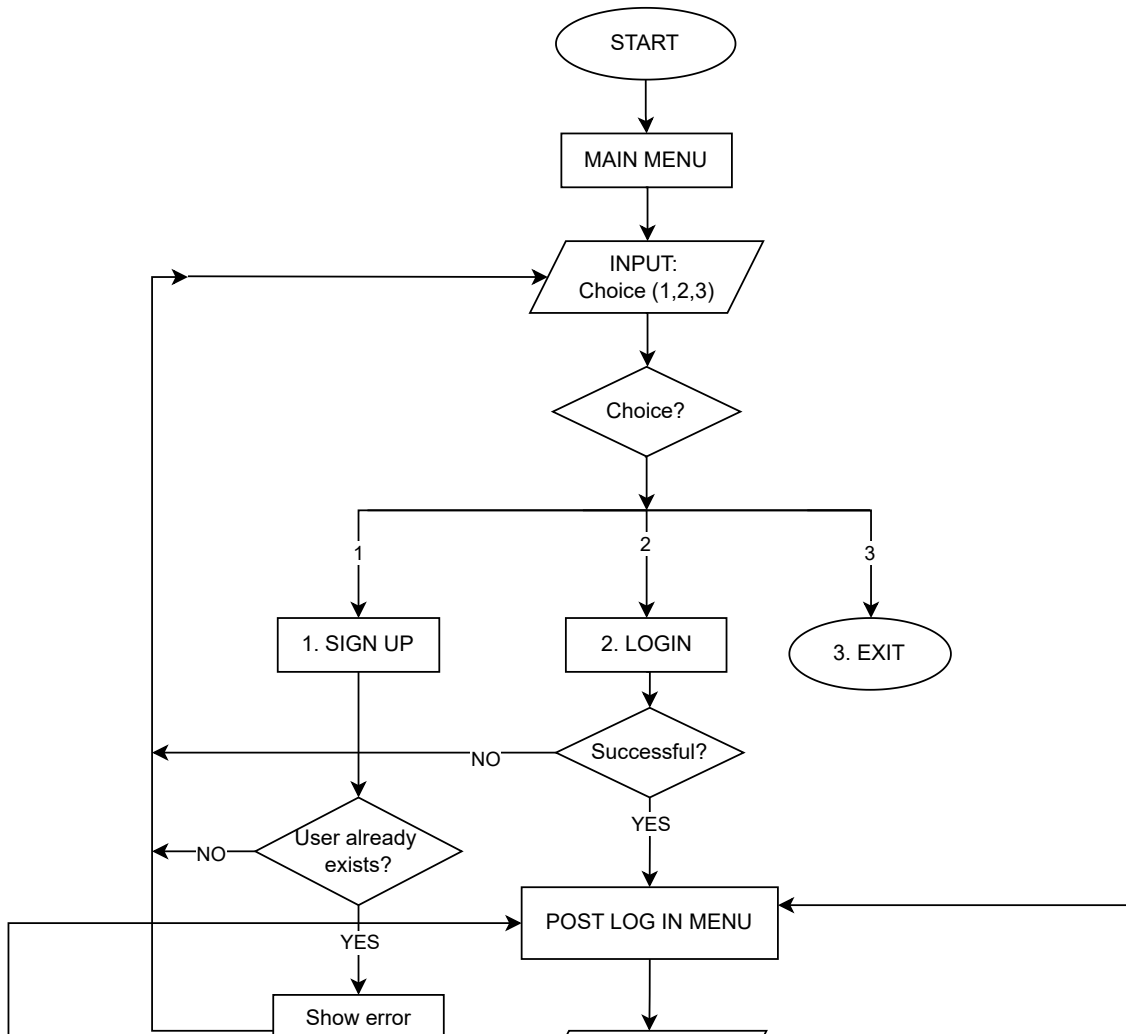 START
MAIN MENU
INPUT:
Choice (1,2,3)
Choice?
1
2
3
1. SIGN UP
2. LOGIN
3. EXIT
Successful?
NO
YES
User already
exists?
NO
POST LOG IN MENU
YES
Show error